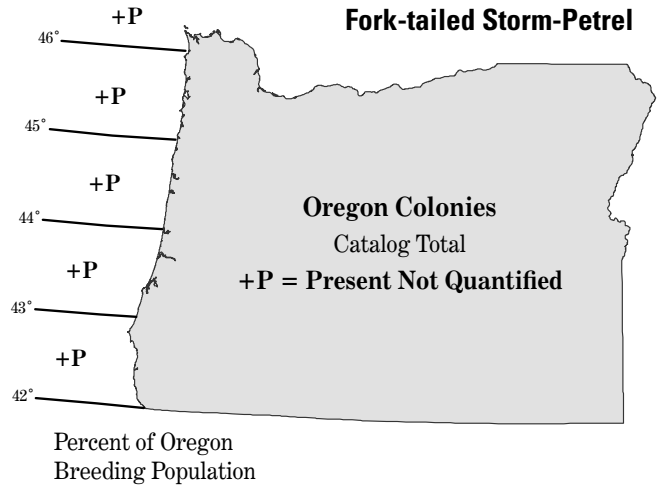 Fork-tailed Storm-Petrel
+P
46°
+P
45°
+P
44°
+P
43°
+P
42°
Oregon Colonies
Catalog Total
+P = Present Not Quantified
Percent of Oregon
Breeding Population